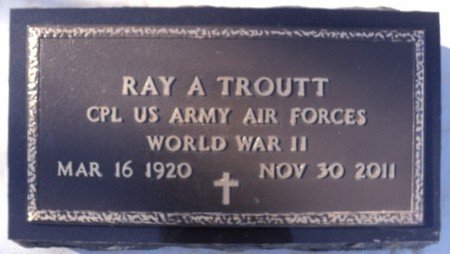 RAY A TROUTT
CPL US ARMY AIR FORCES
WORLD WAR II
MAR 16 1920 NOV 30 2011